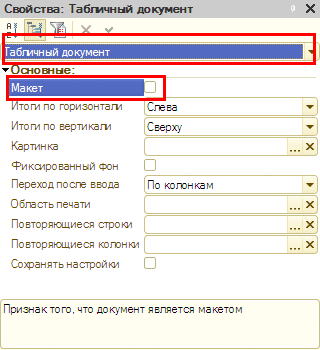 Свойства: Табличный документ
Табличный документ
Основные:
Макет
Итоги по горизонтали Слева
Итоги по вертикали Сверху
Картинка ...
Фиксированный фон
Переход после ввода По колонкам
Область печати ...
Повторяющиеся строки ...
Повторяющиеся колонки ...
Сохранять настройки
Признак того, что документ является макетом